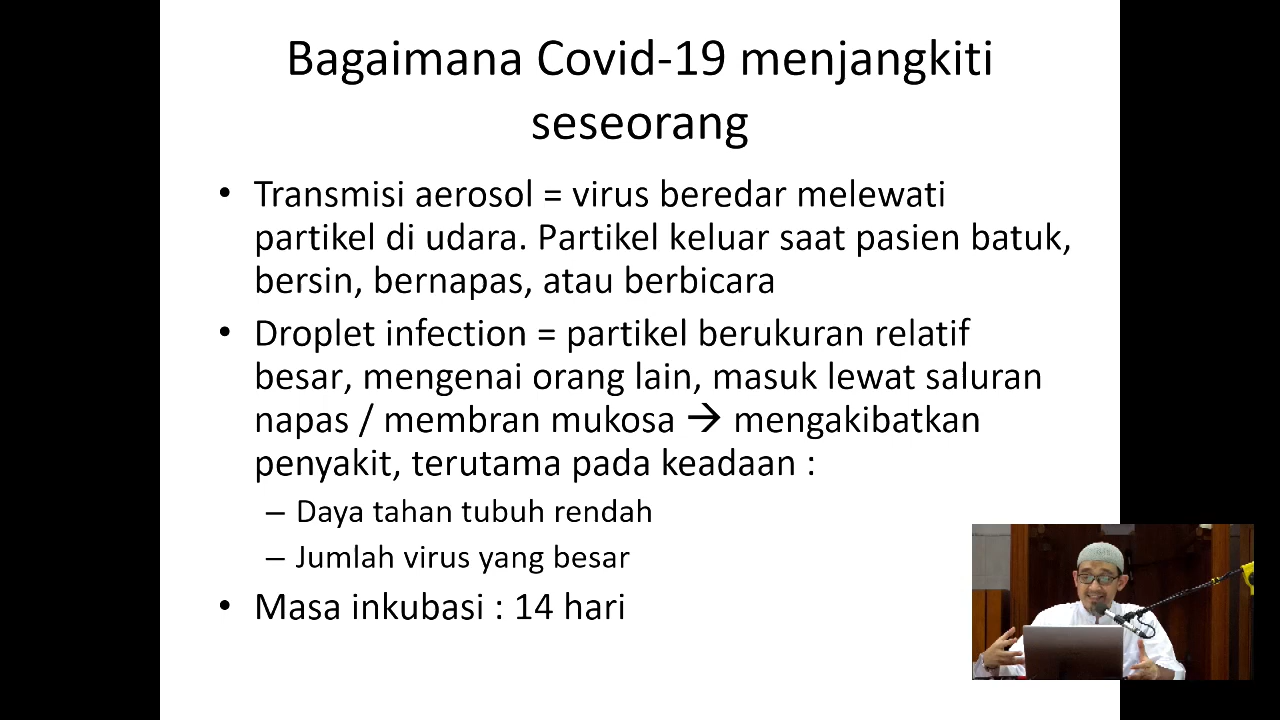 Bagaimana Covid-19 menjangkiti
seseorang
• Transmisi aerosol = virus beredar melewati
partikel di udara. Partikel keluar saat pasien batuk,
bersin, bernapas, atau berbicara
• Droplet infection = partikel berukuran relatif
besar, mengenai orang lain, masuk lewat saluran
napas / membran mukosa → mengakibatkan
penyakit, terutama pada keadaan :
– Daya tahan tubuh rendah
– Jumlah virus yang besar
• Masa inkubasi : 14 hari